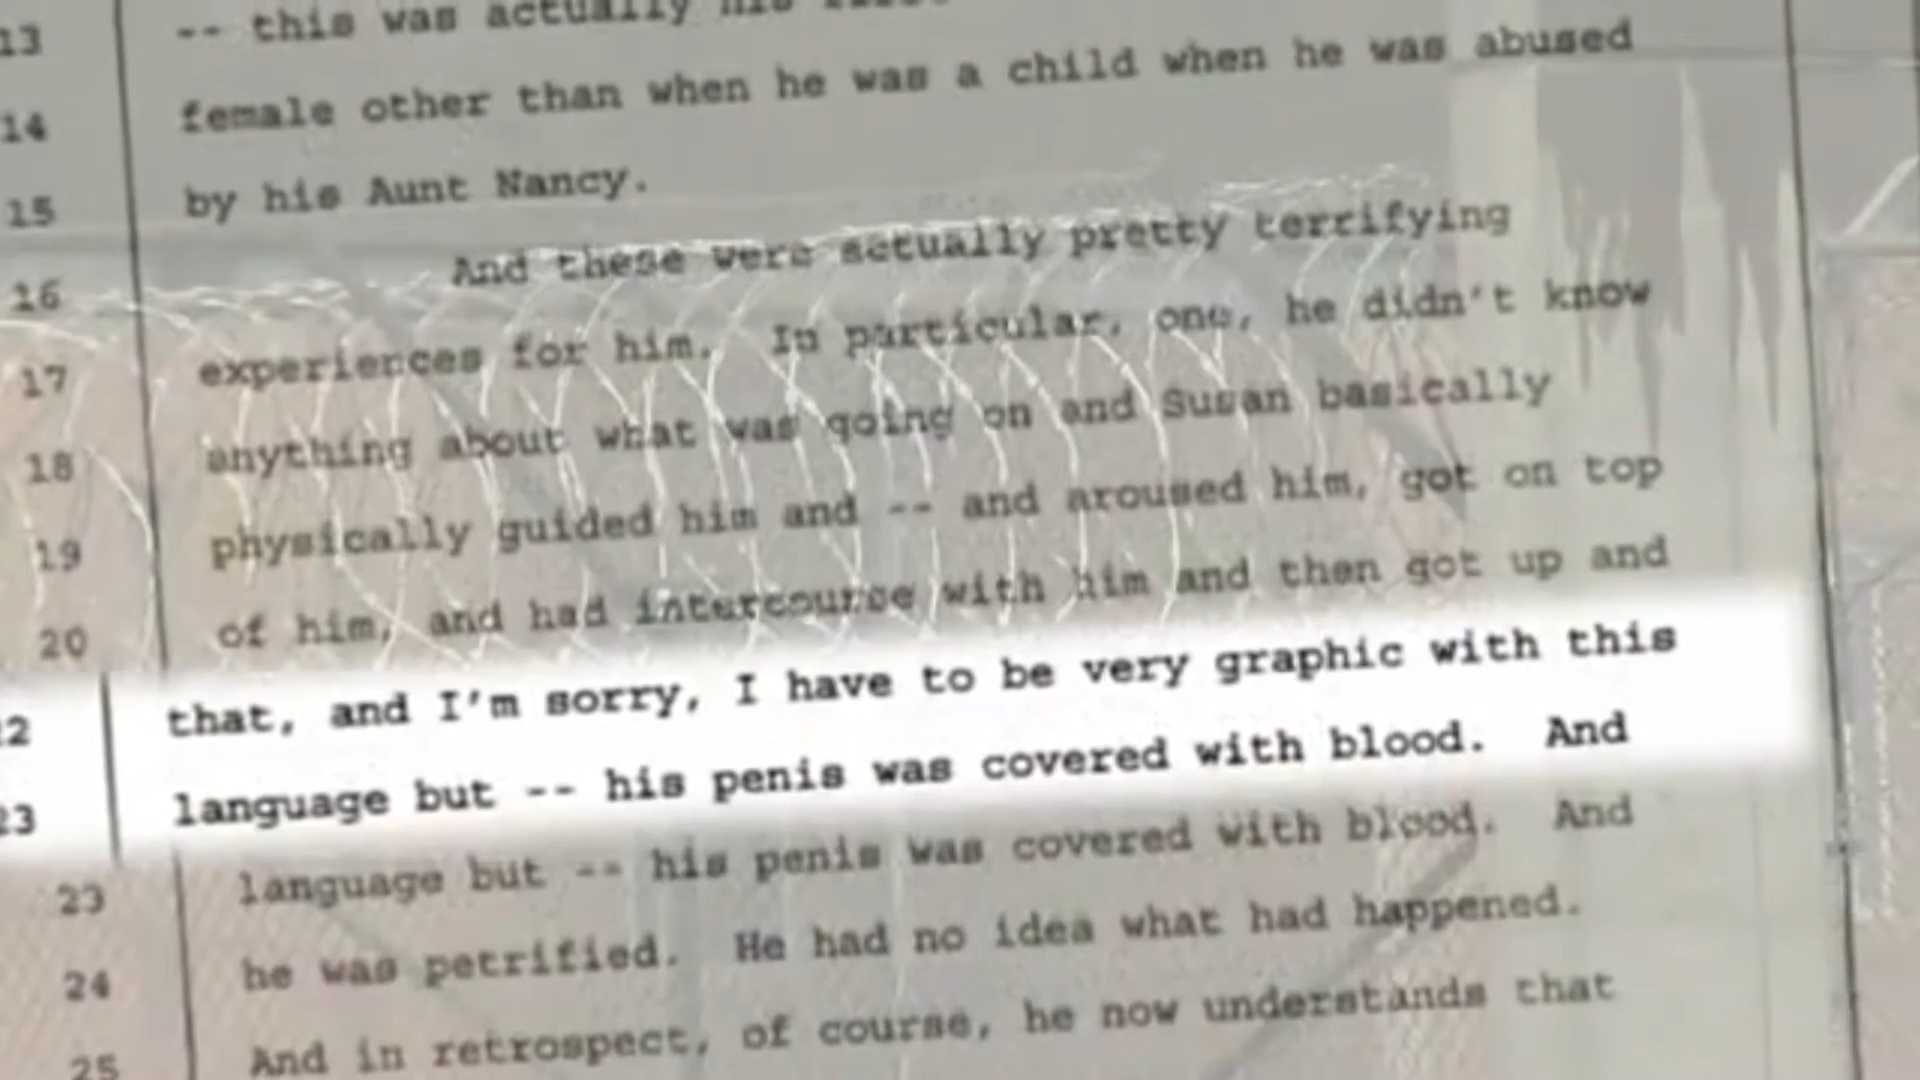 13 -- this was actually his
14 female other than when he was a child when he was abused
15 by his Aunt Nancy.
16 And these were actually pretty terrifying
17 experiences for him. In particular, one, he didn't know
18 anything about what was going on and Susan basically
19 physically guided him and -- and aroused him, got on top
20 of him, and had intercourse with him and then got up and
2 that, and I'm sorry, I have to be very graphic with this
23 language but -- his penis was covered with blood. And
23 language but -- his penis was covered with blood. And
24 he was petrified. He had no idea what had happened.
25 And in retrospect, of course, he now understands that